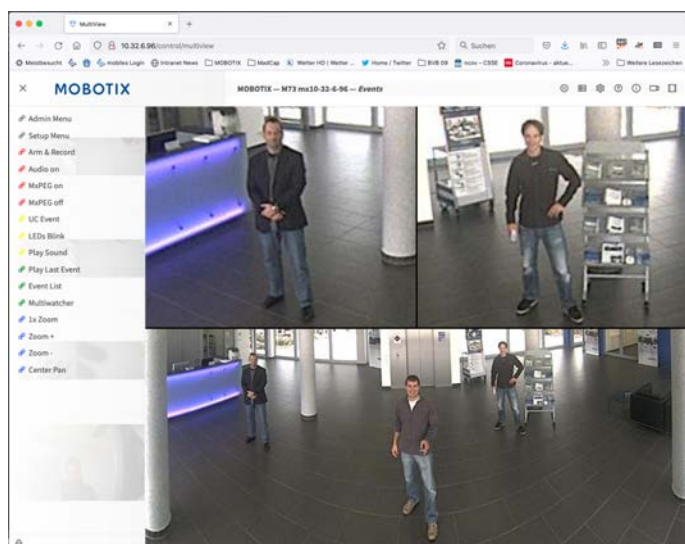 MultiView
10.32.6.96/control/multiview
Suchen
Meistbesucht
mobiles Login
Intranet News
MOBOTIX
MadCap
Wetter HD | Wetter ...
Home / Twitter
BVB 09
ncov – CSSE
Coronavirus - aktue...
Weitere Lesezeichen
MOBOTIX
MOBOTIX — M73 mx10-32-6-96 — Events
Admin Menu
Setup Menu
Arm & Record
Audio on
MxPEG on
MxPEG off
UC Event
LEDs Blink
Play Sound
Play Last Event
Event List
Multiwatcher
1x Zoom
Zoom +
Zoom -
Center Pan